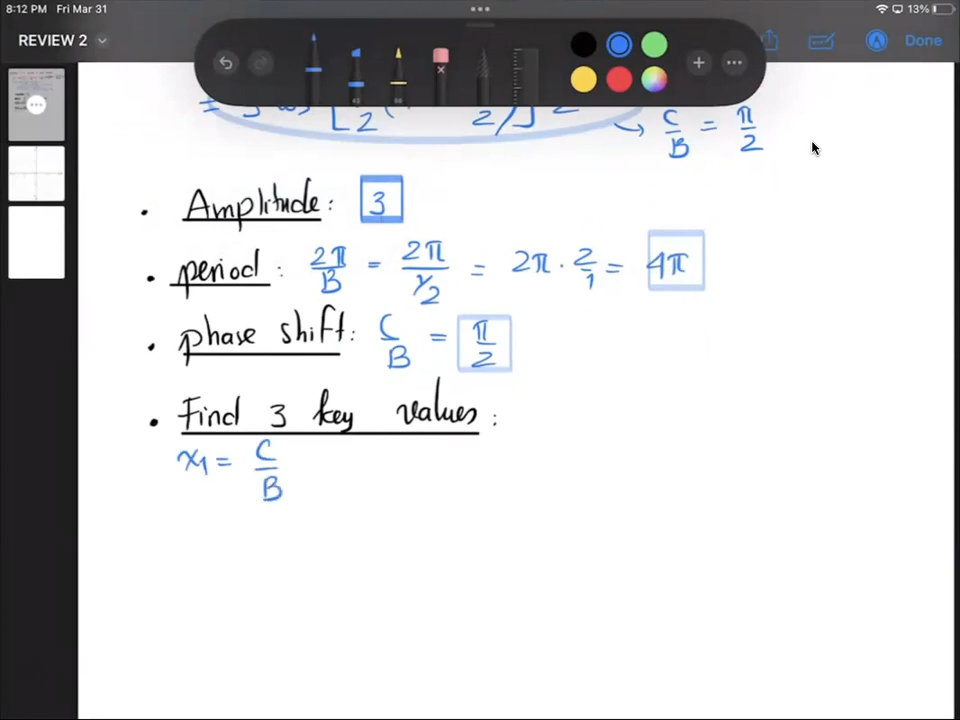 8:12 PM Fri Mar 31
13%
REVIEW 2
Done
C/B = π/2
• Amplitude: 3
• period: 2π/B = 2π/(1/2) = 2π · 2/1 = 4π
• phase shift: C/B = π/2
• Find 3 key values:
x₁ = C/B